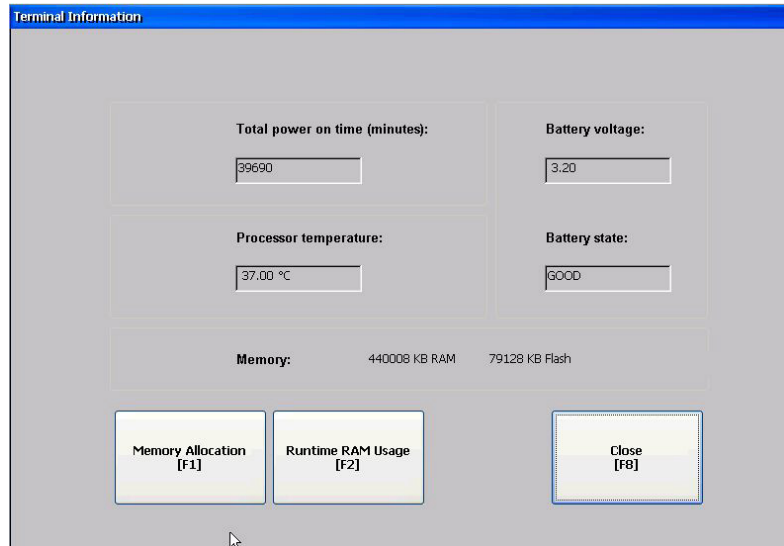 Terminal Information
Total power on time (minutes):
39690
Battery voltage:
3.20
Processor temperature:
37.00 °C
Battery state:
GOOD
Memory: 440008 KB RAM 79128 KB Flash
Memory Allocation
[F1]
Runtime RAM Usage
[F2]
Close
[F8]